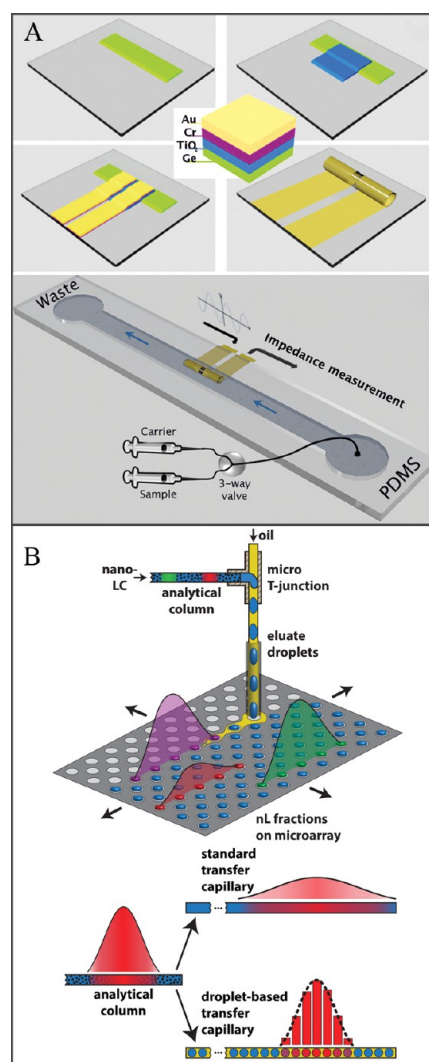 A
Au
Cr
TiO2
Ge
Waste
Impedance measurement
Carrier
Sample
3-way
valve
PDMS
B
oil
nano-
LC
analytical
column
micro
T-junction
eluate
droplets
nL fractions
on microarray
standard
transfer
capillary
...
analytical
column
droplet-based
transfer
capillary
...